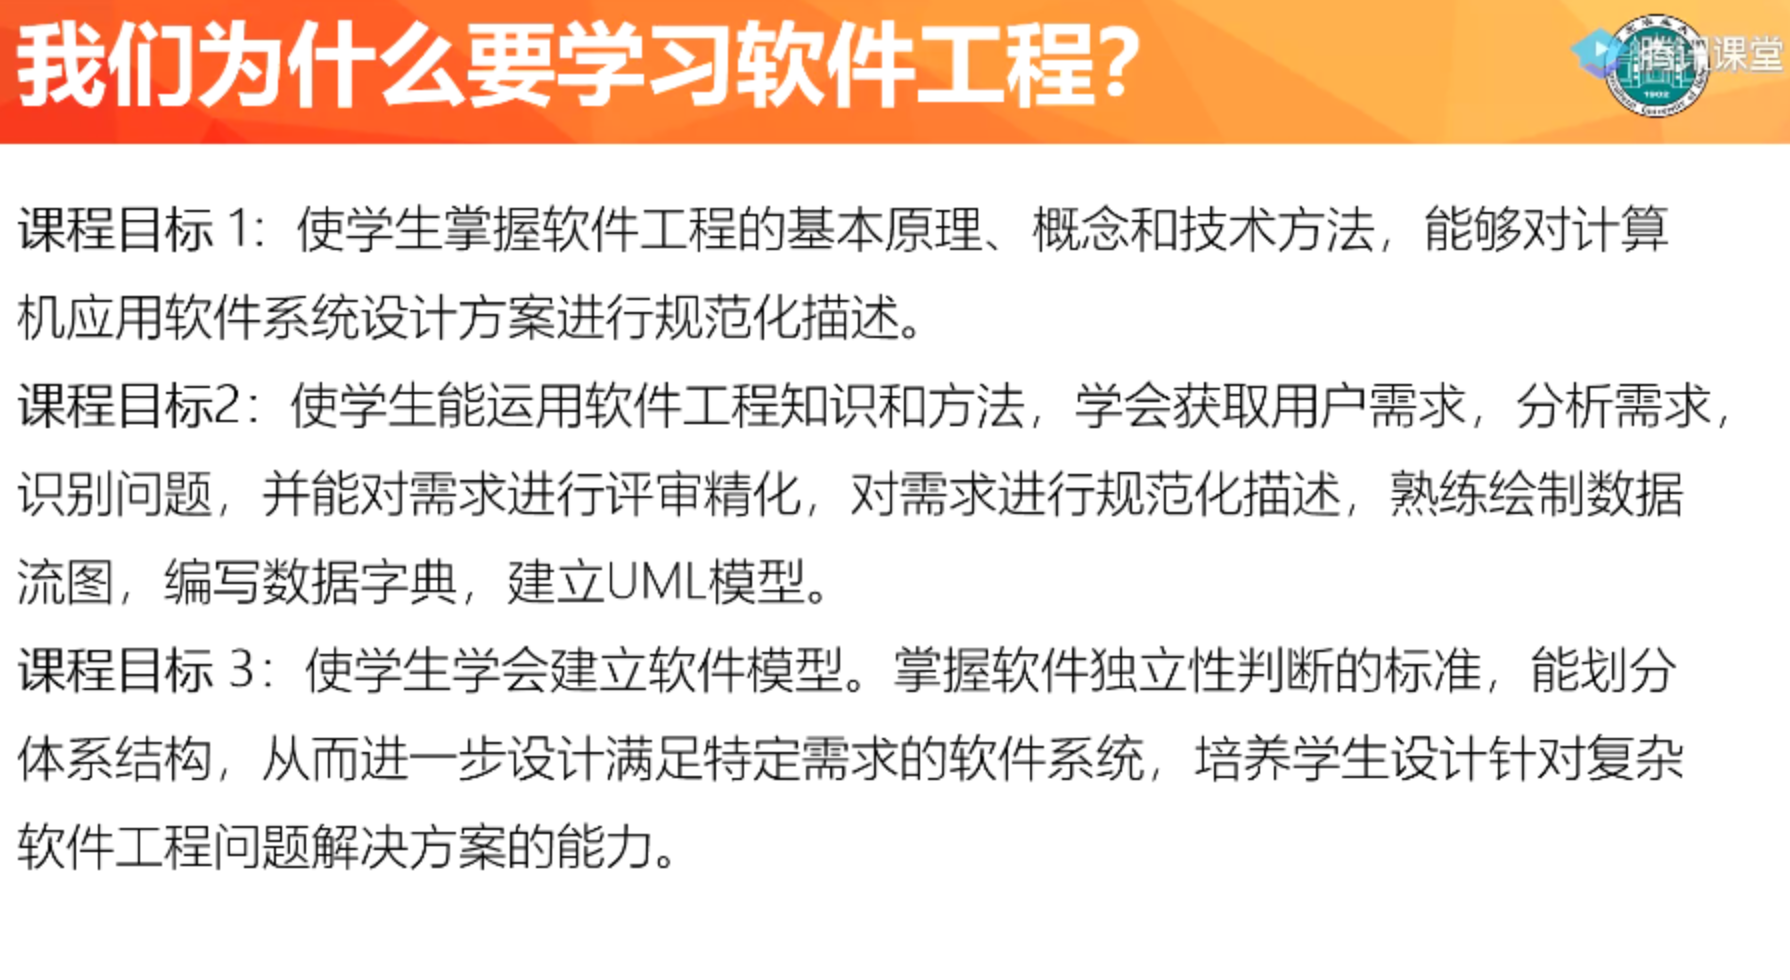 我们为什么要学习软件工程?
腾讯课堂
1902
课程目标 1：使学生掌握软件工程的基本原理、概念和技术方法，能够对计算
机应用软件系统设计方案进行规范化描述。
课程目标2：使学生能运用软件工程知识和方法，学会获取用户需求，分析需求，
识别问题，并能对需求进行评审精化，对需求进行规范化描述，熟练绘制数据
流图，编写数据字典，建立UML模型。
课程目标 3：使学生学会建立软件模型。掌握软件独立性判断的标准，能划分
体系结构，从而进一步设计满足特定需求的软件系统，培养学生设计针对复杂
软件工程问题解决方案的能力。